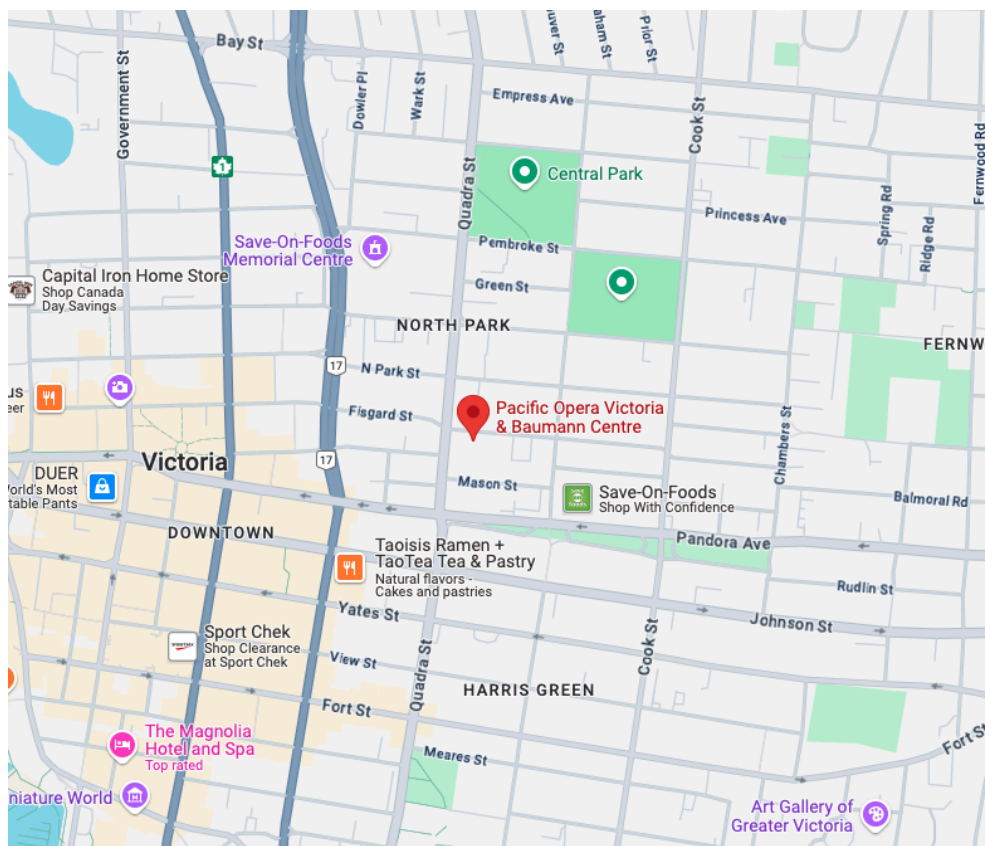 Bay St
Government St
Dowler Pl
Wark St
Empress Ave
Prior St
Cook St
Fernwood Rd
1
Quadra St
Central Park
Princess Ave
Spring Rd
Ridge Rd
Save-On-Foods
Memorial Centre
Pembroke St
Capital Iron Home Store
Shop Canada
Day Savings
Green St
NORTH PARK
FERNW
17
N Park St
Fisgard St
Pacific Opera Victoria
& Baumann Centre
Chambers St
17
Victoria
DUER
World's Most
table Pants
Mason St
Save-On-Foods
Shop With Confidence
Balmoral Rd
DOWNTOWN
Pandora Ave
Taoisis Ramen +
TaoTea Tea & Pastry
Natural flavors -
Cakes and pastries
Rudlin St
Yates St
Johnson St
Sport Chek
Shop Clearance
at Sport Chek
View St
Quadra St
Cook St
HARRIS GREEN
Fort St
The Magnolia
Hotel and Spa
Top rated
Meares St
Fort St
niature World
Art Gallery of
Greater Victoria